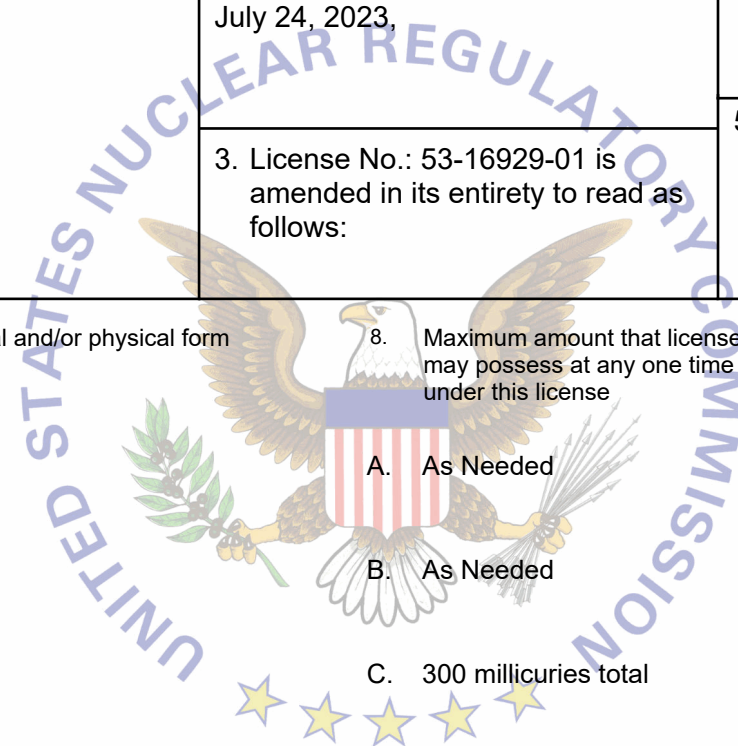 July 24, 2023,
3. License No.: 53-16929-01 is
amended in its entirety to read as
follows:
and/or physical form
8. Maximum amount that
may possess at any one time
under this license
A. As Needed
B. As Needed
C. 300 millicuries total
UNITED STATES NUCLEAR REGULATORY COMMISSION